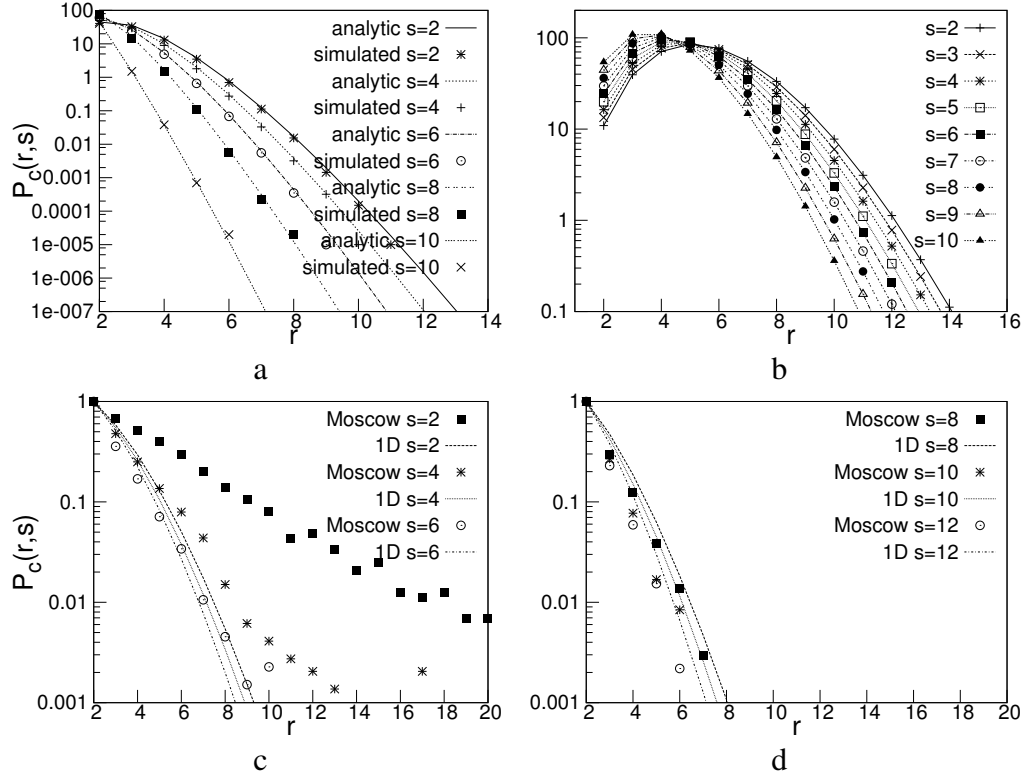 100
10
1
0.1
0.01
0.001
0.0001
1e-005
1e-006
1e-007
P_c(r,s)
analytic s=2
simulated s=2
analytic s=4
simulated s=4
analytic s=6
simulated s=6
analytic s=8
simulated s=8
analytic s=10
simulated s=10
2 4 6 8 10 12 14
r
a
100
10
1
0.1
s=2
s=3
s=4
s=5
s=6
s=7
s=8
s=9
s=10
2 4 6 8 10 12 14 16
r
b
1
0.1
0.01
0.001
P_c(r,s)
Moscow s=2
1D s=2
Moscow s=4
1D s=4
Moscow s=6
1D s=6
2 4 6 8 10 12 14 16 18 20
r
c
1
0.1
0.01
0.001
Moscow s=8
1D s=8
Moscow s=10
1D s=10
Moscow s=12
1D s=12
2 4 6 8 10 12 14 16 18 20
r
d